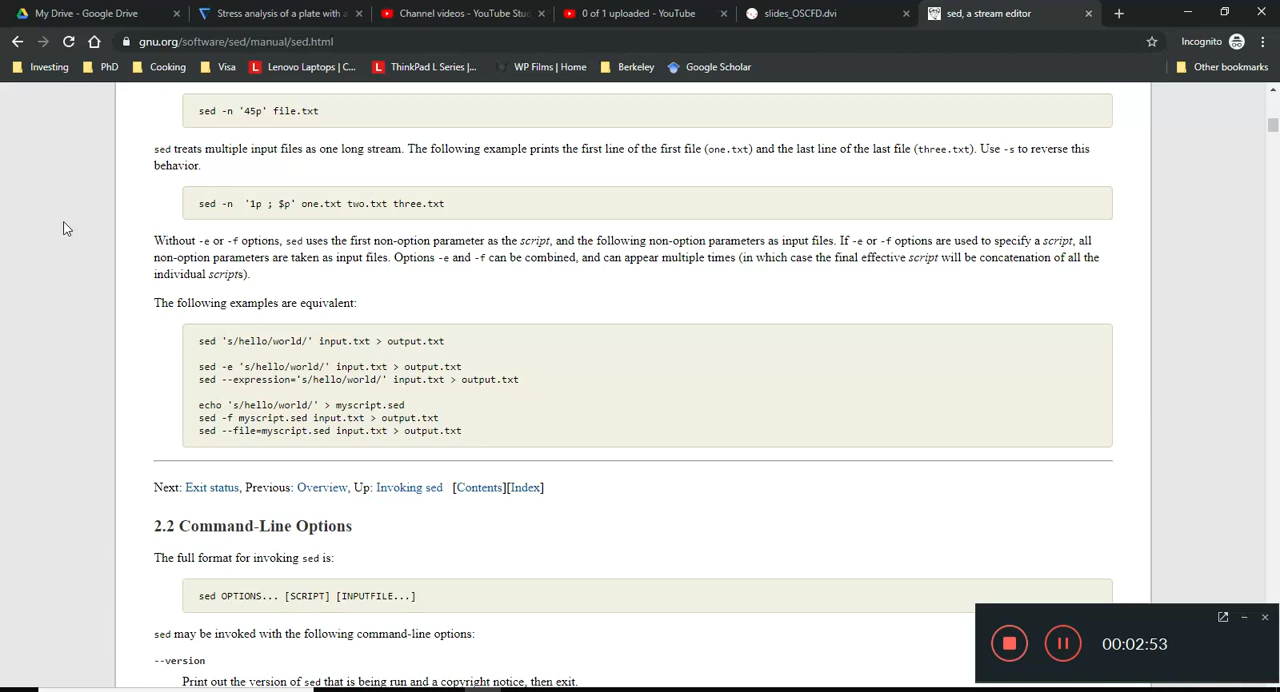 My Drive - Google Drive
Stress analysis of a plate with a
Channel videos - YouTube Stu
0 of 1 uploaded - YouTube
slides_OSCFD.dvi
sed, a stream editor
gnu.org/software/sed/manual/sed.html
Incognito
Investing
PhD
Cooking
Visa
L Lenovo Laptops | C...
L ThinkPad L Series |...
WP Films | Home
Berkeley
Google Scholar
Other bookmarks
sed -n '45p' file.txt
sed treats multiple input files as one long stream. The following example prints the first line of the first file (one.txt) and the last line of the last file (three.txt). Use -s to reverse this
behavior.
sed -n  '1p ; $p' one.txt two.txt three.txt
Without -e or -f options, sed uses the first non-option parameter as the script, and the following non-option parameters as input files. If -e or -f options are used to specify a script, all
non-option parameters are taken as input files. Options -e and -f can be combined, and can appear multiple times (in which case the final effective script will be concatenation of all the
individual scripts).
The following examples are equivalent:
sed 's/hello/world/' input.txt > output.txt
sed -e 's/hello/world/' input.txt > output.txt
sed --expression='s/hello/world/' input.txt > output.txt
echo 's/hello/world/' > myscript.sed
sed -f myscript.sed input.txt > output.txt
sed --file=myscript.sed input.txt > output.txt
Next: Exit status, Previous: Overview, Up: Invoking sed   [Contents][Index]
2.2 Command-Line Options
The full format for invoking sed is:
sed OPTIONS... [SCRIPT] [INPUTFILE...]
sed may be invoked with the following command-line options:
--version
Print out the version of sed that is being run and a copyright notice, then exit.
00:02:53